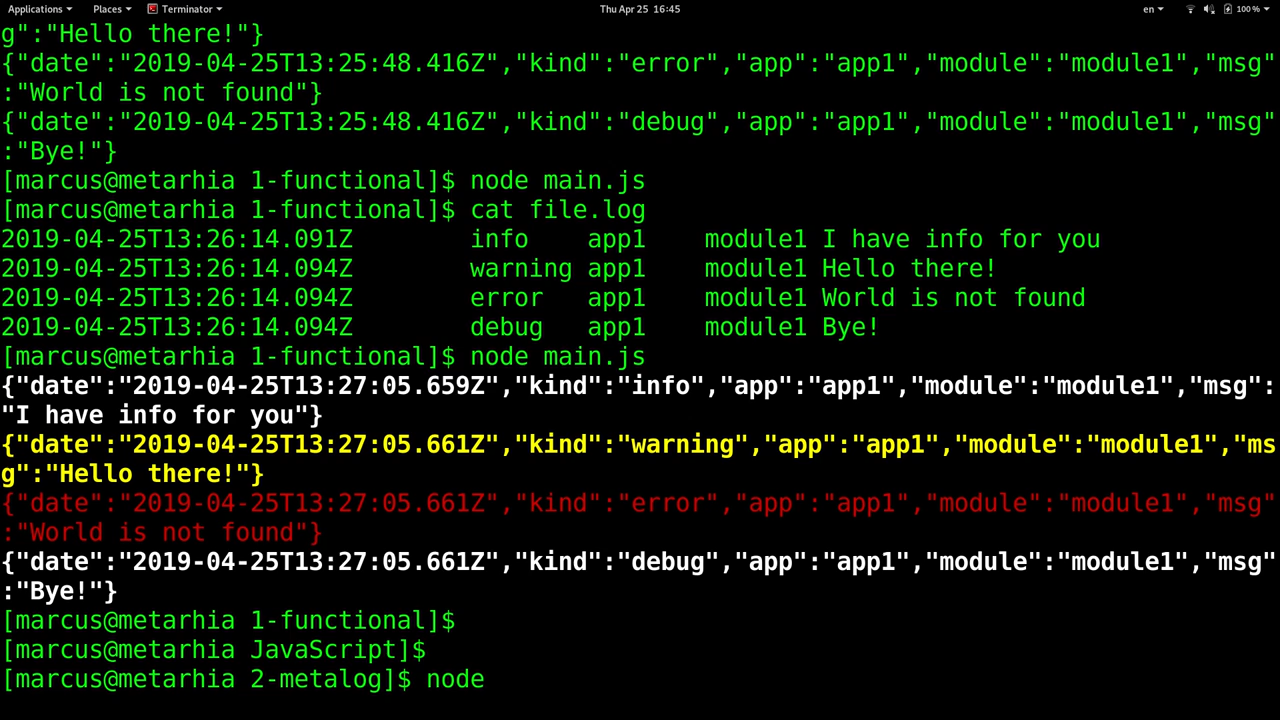 Applications Places Terminator Thu Apr 25 16:45 en 100 %
g":"Hello there!"}
{"date":"2019-04-25T13:25:48.416Z","kind":"error","app":"app1","module":"module1","msg"
:"World is not found"}
{"date":"2019-04-25T13:25:48.416Z","kind":"debug","app":"app1","module":"module1","msg"
:"Bye!"}
[marcus@metarhia 1-functional]$ node main.js
[marcus@metarhia 1-functional]$ cat file.log
2019-04-25T13:26:14.091Z        info    app1    module1 I have info for you
2019-04-25T13:26:14.094Z        warning app1    module1 Hello there!
2019-04-25T13:26:14.094Z        error   app1    module1 World is not found
2019-04-25T13:26:14.094Z        debug   app1    module1 Bye!
[marcus@metarhia 1-functional]$ node main.js
{"date":"2019-04-25T13:27:05.659Z","kind":"info","app":"app1","module":"module1","msg":
"I have info for you"}
{"date":"2019-04-25T13:27:05.661Z","kind":"warning","app":"app1","module":"module1","ms
g":"Hello there!"}
{"date":"2019-04-25T13:27:05.661Z","kind":"error","app":"app1","module":"module1","msg"
:"World is not found"}
{"date":"2019-04-25T13:27:05.661Z","kind":"debug","app":"app1","module":"module1","msg"
:"Bye!"}
[marcus@metarhia 1-functional]$
[marcus@metarhia JavaScript]$
[marcus@metarhia 2-metalog]$ node